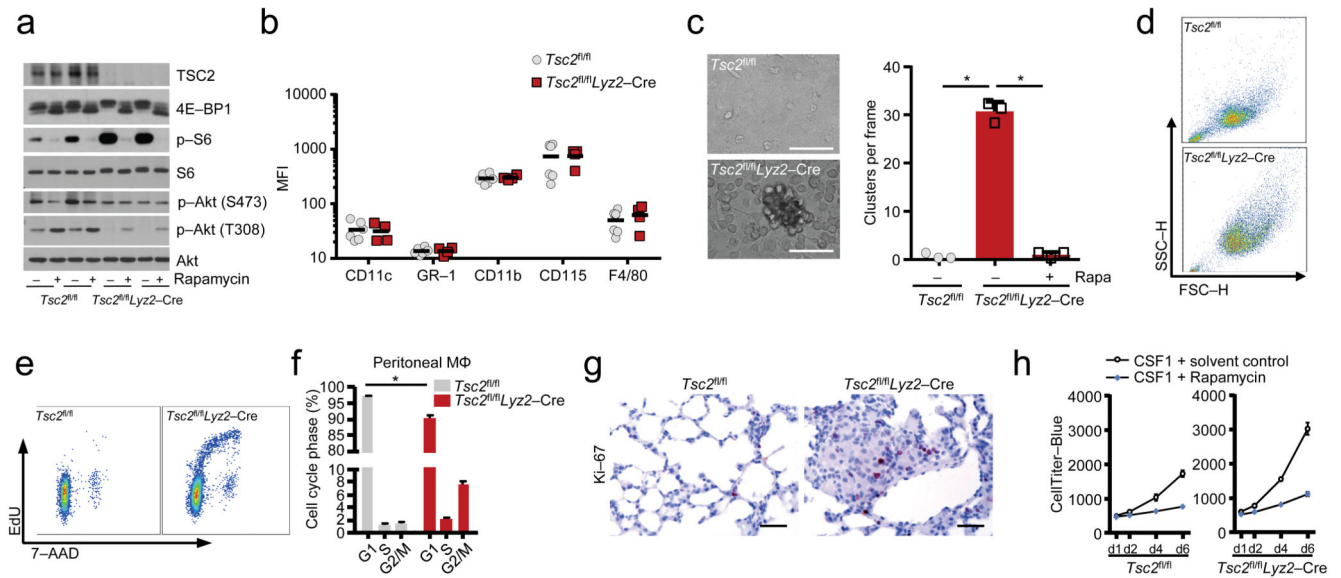 a
TSC2
4E–BP1
p–S6
S6
p–Akt (S473)
p–Akt (T308)
Akt
– + – + – + – + Rapamycin
Tsc2fl/fl Tsc2fl/flLyz2–Cre
b
Tsc2fl/fl
Tsc2fl/flLyz2–Cre
MFI
10000
1000
100
10
CD11c GR–1 CD11b CD115 F4/80
c
Tsc2fl/fl
Tsc2fl/flLyz2–Cre
Clusters per frame
40
30
20
10
0
* *
– – + Rapa
Tsc2fl/fl Tsc2fl/flLyz2–Cre
d
Tsc2fl/fl
Tsc2fl/flLyz2–Cre
SSC–H
FSC–H
e
Tsc2fl/fl
Tsc2fl/flLyz2–Cre
EdU
7–AAD
f
Peritoneal MΦ
Tsc2fl/fl
Tsc2fl/flLyz2–Cre
*
Cell cycle phase (%)
100
95
90
85
80
8
6
4
2
0
G1 S G2/M G1 S G2/M
g
Tsc2fl/fl Tsc2fl/flLyz2–Cre
Ki–67
h
CSF1 + solvent control
CSF1 + Rapamycin
CellTiter–Blue
4000
3000
2000
1000
0
d1 d2 d4 d6
Tsc2fl/fl
4000
3000
2000
1000
0
d1 d2 d4 d6
Tsc2fl/flLyz2–Cre